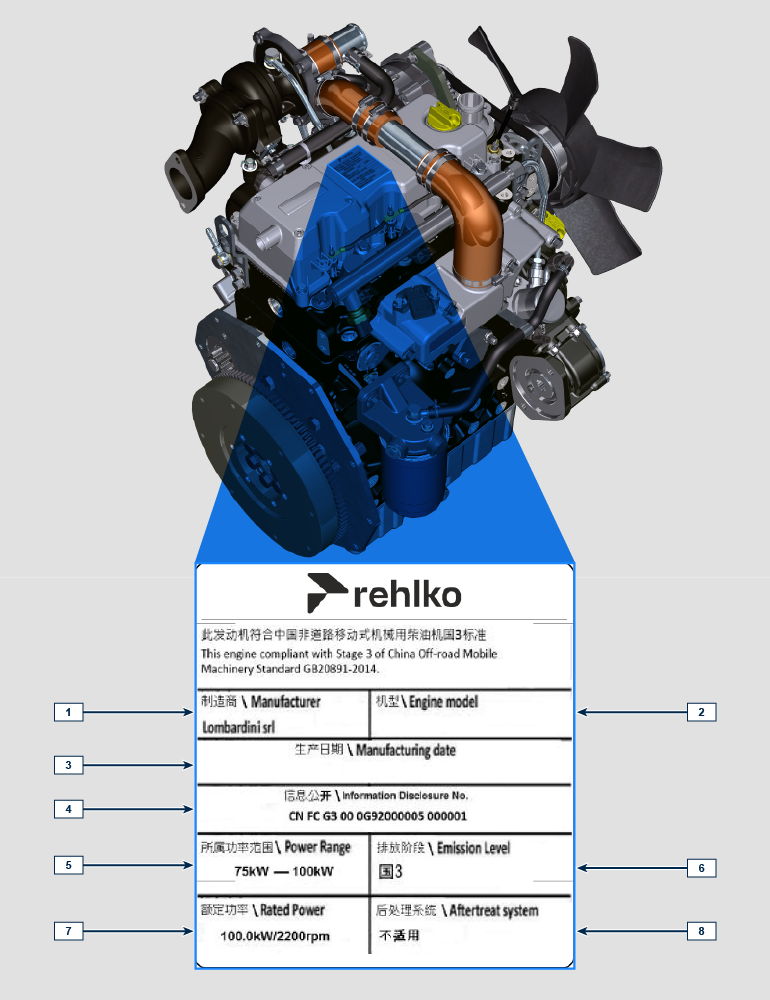 rehlko
此发动机符合中国非道路移动式机械用柴油机国3标准
This engine compliant with Stage 3 of China Off-road Mobile
Machinery Standard GB20891-2014.
制造商 \ Manufacturer
Lombardini srl
机型 \ Engine model
生产日期 \ Manufacturing date
信息公开 \ Information Disclosure No.
CN FC G3 00 0G92000005 000001
所属功率范围 \ Power Range
75kW — 100kW
排放阶段 \ Emission Level
国3
额定功率 \ Rated Power
100.0kW/2200rpm
后处理系统 \ Aftertreat system
不适用
1
2
3
4
5
6
7
8